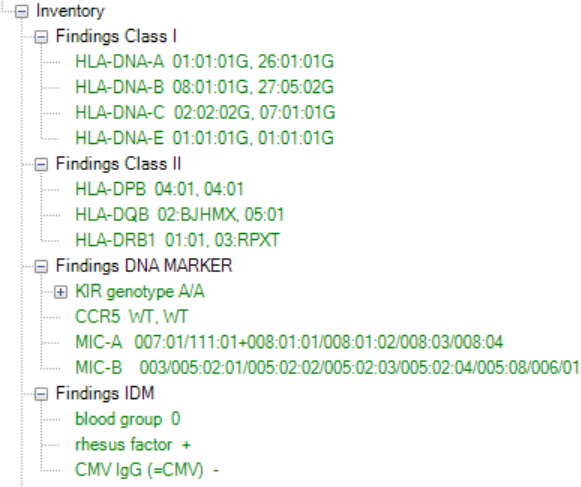 Inventory
Findings Class I
HLA-DNA-A 01:01:01G, 26:01:01G
HLA-DNA-B 08:01:01G, 27:05:02G
HLA-DNA-C 02:02:02G, 07:01:01G
HLA-DNA-E 01:01:01G, 01:01:01G
Findings Class II
HLA-DPB 04:01, 04:01
HLA-DQB 02:BJHMX, 05:01
HLA-DRB1 01:01, 03:RPXT
Findings DNA MARKER
KIR genotype A/A
CCR5 WT, WT
MIC-A 007:01/111:01+008:01:01/008:01:02/008:03/008:04
MIC-B 003/005:02:01/005:02:02/005:02:03/005:02:04/005:08/006/01
Findings IDM
blood group 0
rhesus factor +
CMV IgG (=CMV) -